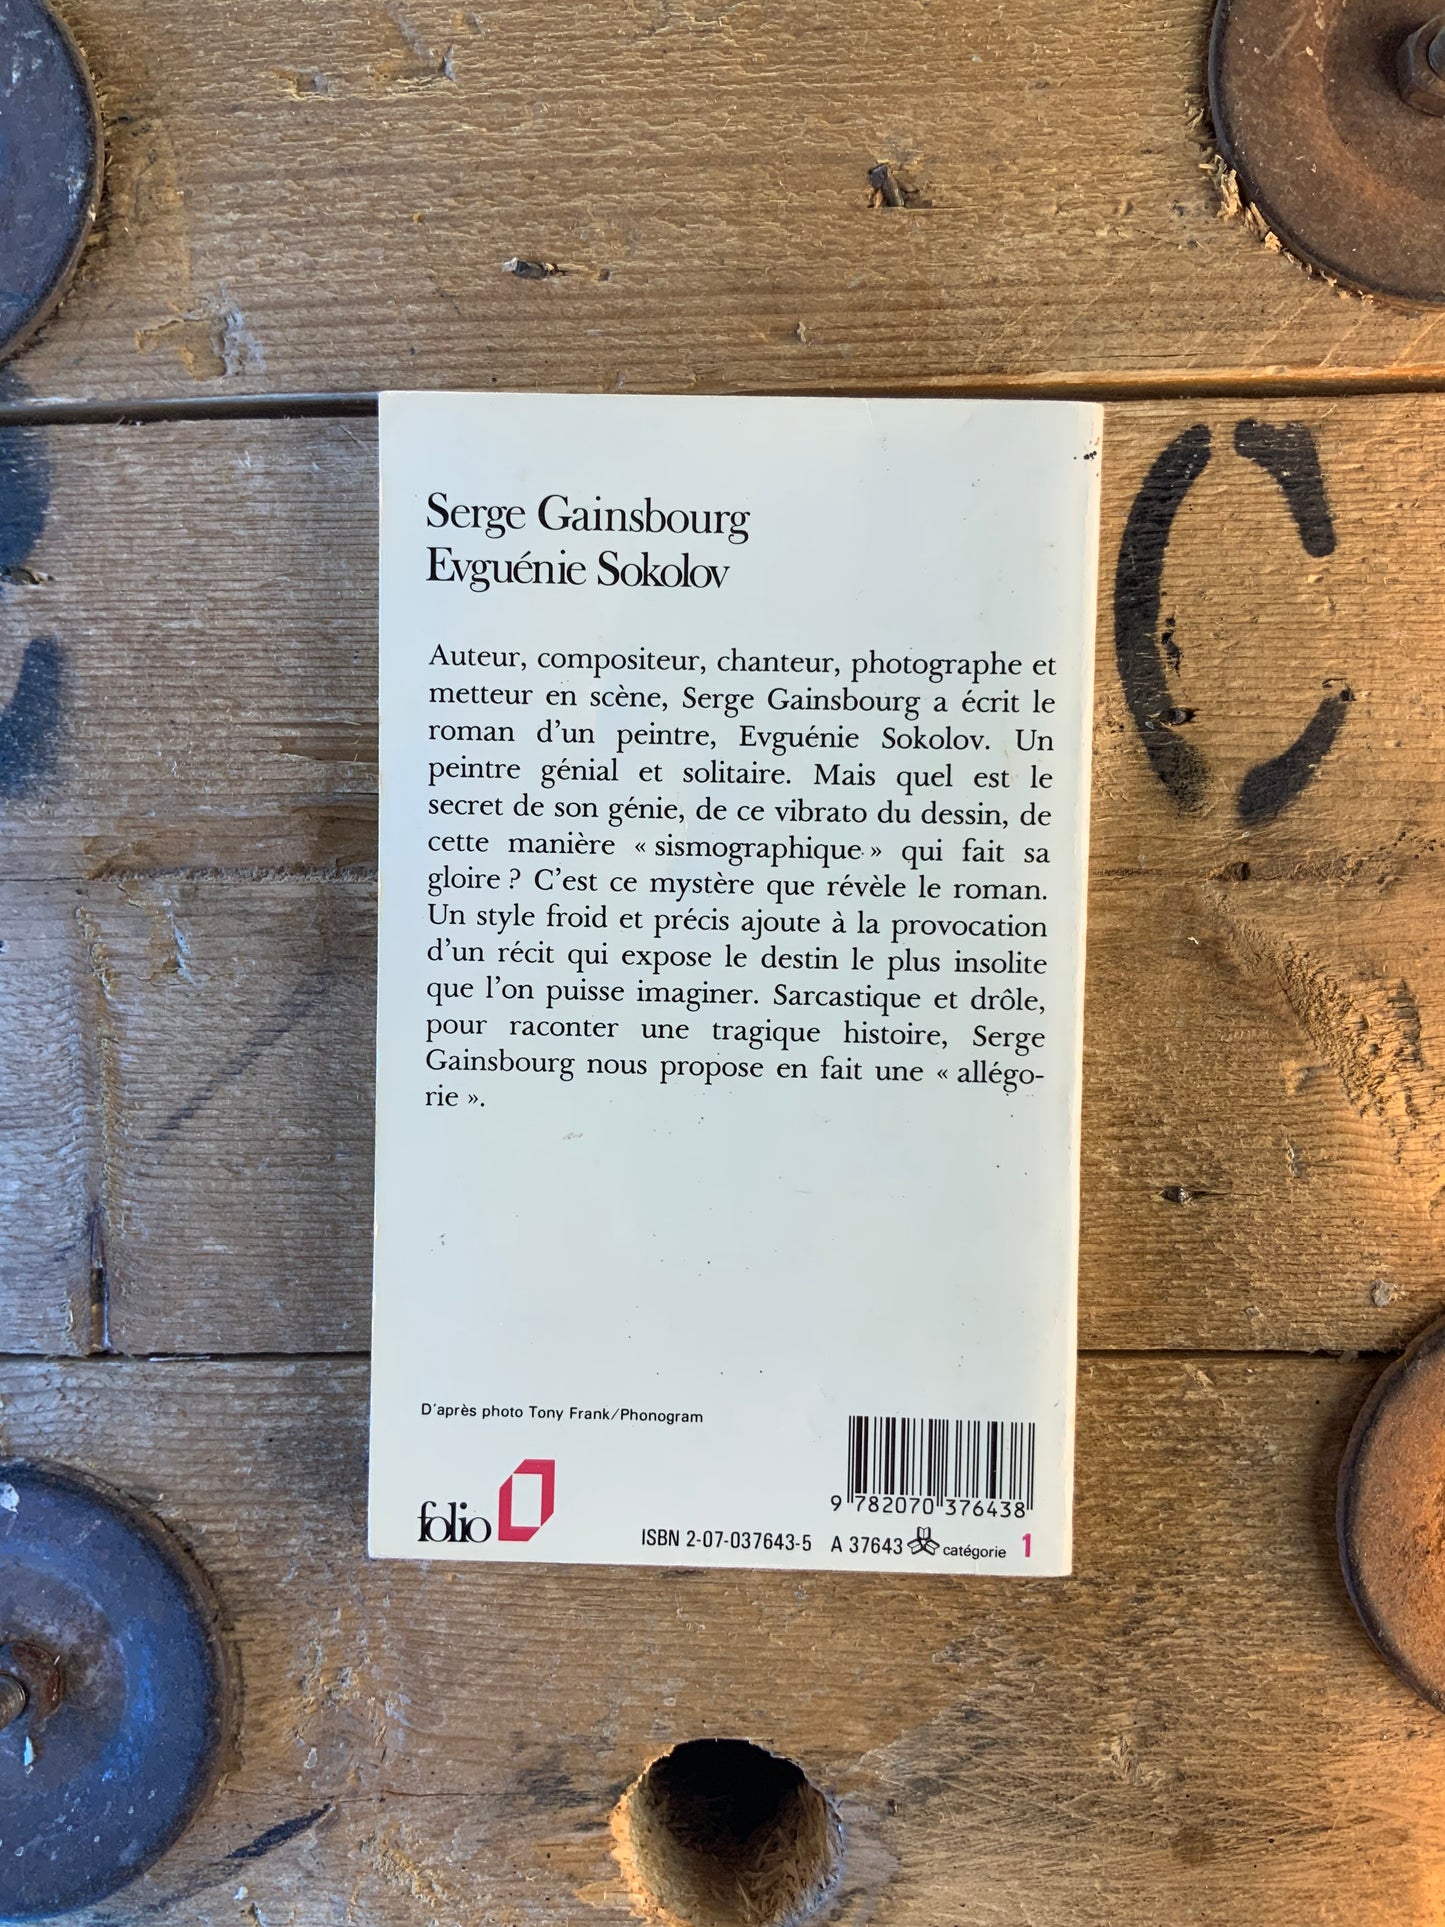 Serge Gainsbourg
Evguénie Sokolov
Auteur, compositeur, chanteur, photographe et
metteur en scène, Serge Gainsbourg a écrit le
roman d'un peintre, Evguénie Sokolov. Un
peintre génial et solitaire. Mais quel est le
secret de son génie, de ce vibrato du dessin, de
cette manière « sismographique » qui fait sa
gloire ? C'est ce mystère que révèle le roman.
Un style froid et précis ajoute à la provocation
d'un récit qui expose le destin le plus insolite
que l'on puisse imaginer. Sarcastique et drôle,
pour raconter une tragique histoire, Serge
Gainsbourg nous propose en fait une « allégo-
rie ».
D'après photo Tony Frank/Phonogram
9 782070 376438
folio
ISBN 2-07-037643-5 A 37643 catégorie 1